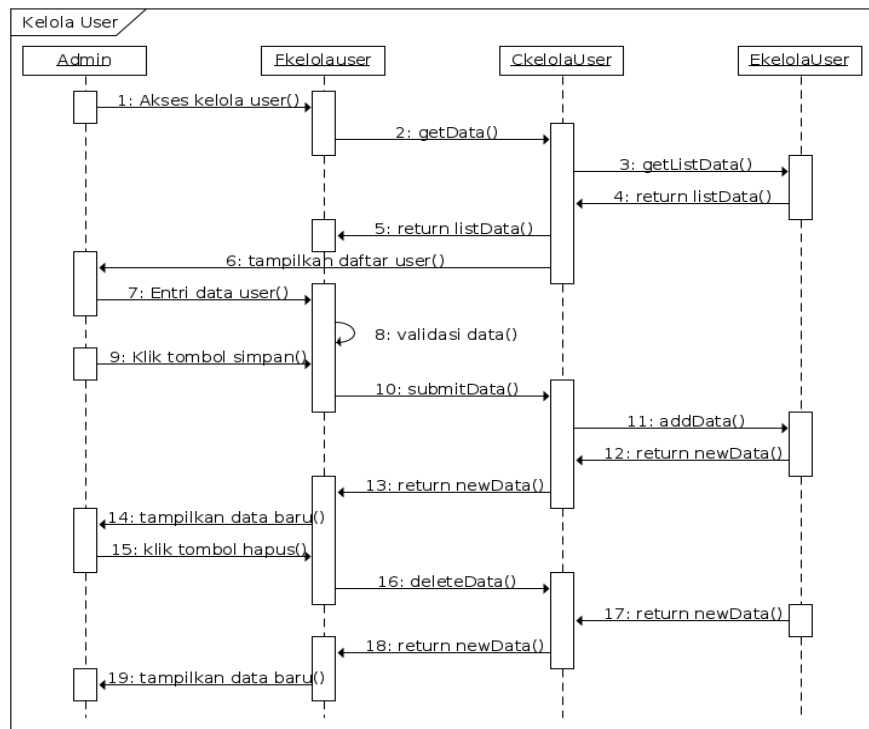 Kelola User
Admin
Fkelolauser
CkelolaUser
EkelolaUser
1: Akses kelola user()
2: getData()
3: getListData()
4: return listData()
5: return listData()
6: tampilkan daftar user()
7: Entri data user()
8: validasi data()
9: Klik tombol simpan()
10: submitData()
11: addData()
12: return newData()
13: return newData()
14: tampilkan data baru()
15: klik tombol hapus()
16: deleteData()
17: return newData()
18: return newData()
19: tampilkan data baru()